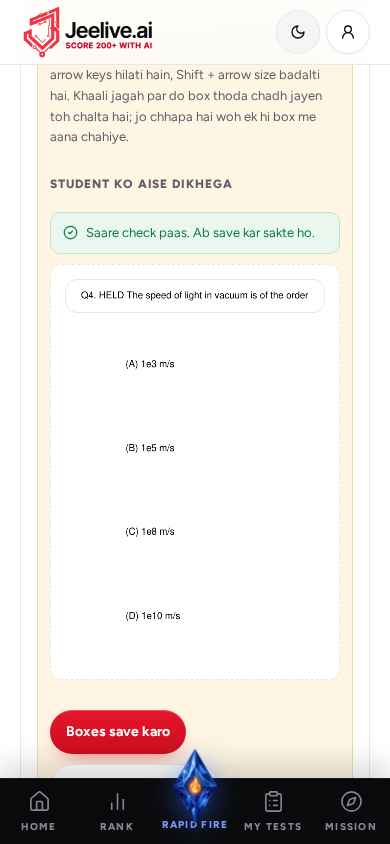 Jeelive.ai
SCORE 200+ WITH AI
arrow keys hilati hain, Shift + arrow size badalti
hai. Khaali jagah par do box thoda chadh jayen
toh chalta hai; jo chhapa hai woh ek hi box me
aana chahiye.
STUDENT KO AISE DIKHEGA
Saare check paas. Ab save kar sakte ho.
Q4. HELD The speed of light in vacuum is of the order
(A) 1e3 m/s
(B) 1e5 m/s
(C) 1e8 m/s
(D) 1e10 m/s
Boxes save karo
HOME
RANK
RAPID FIRE
MY TESTS
MISSION